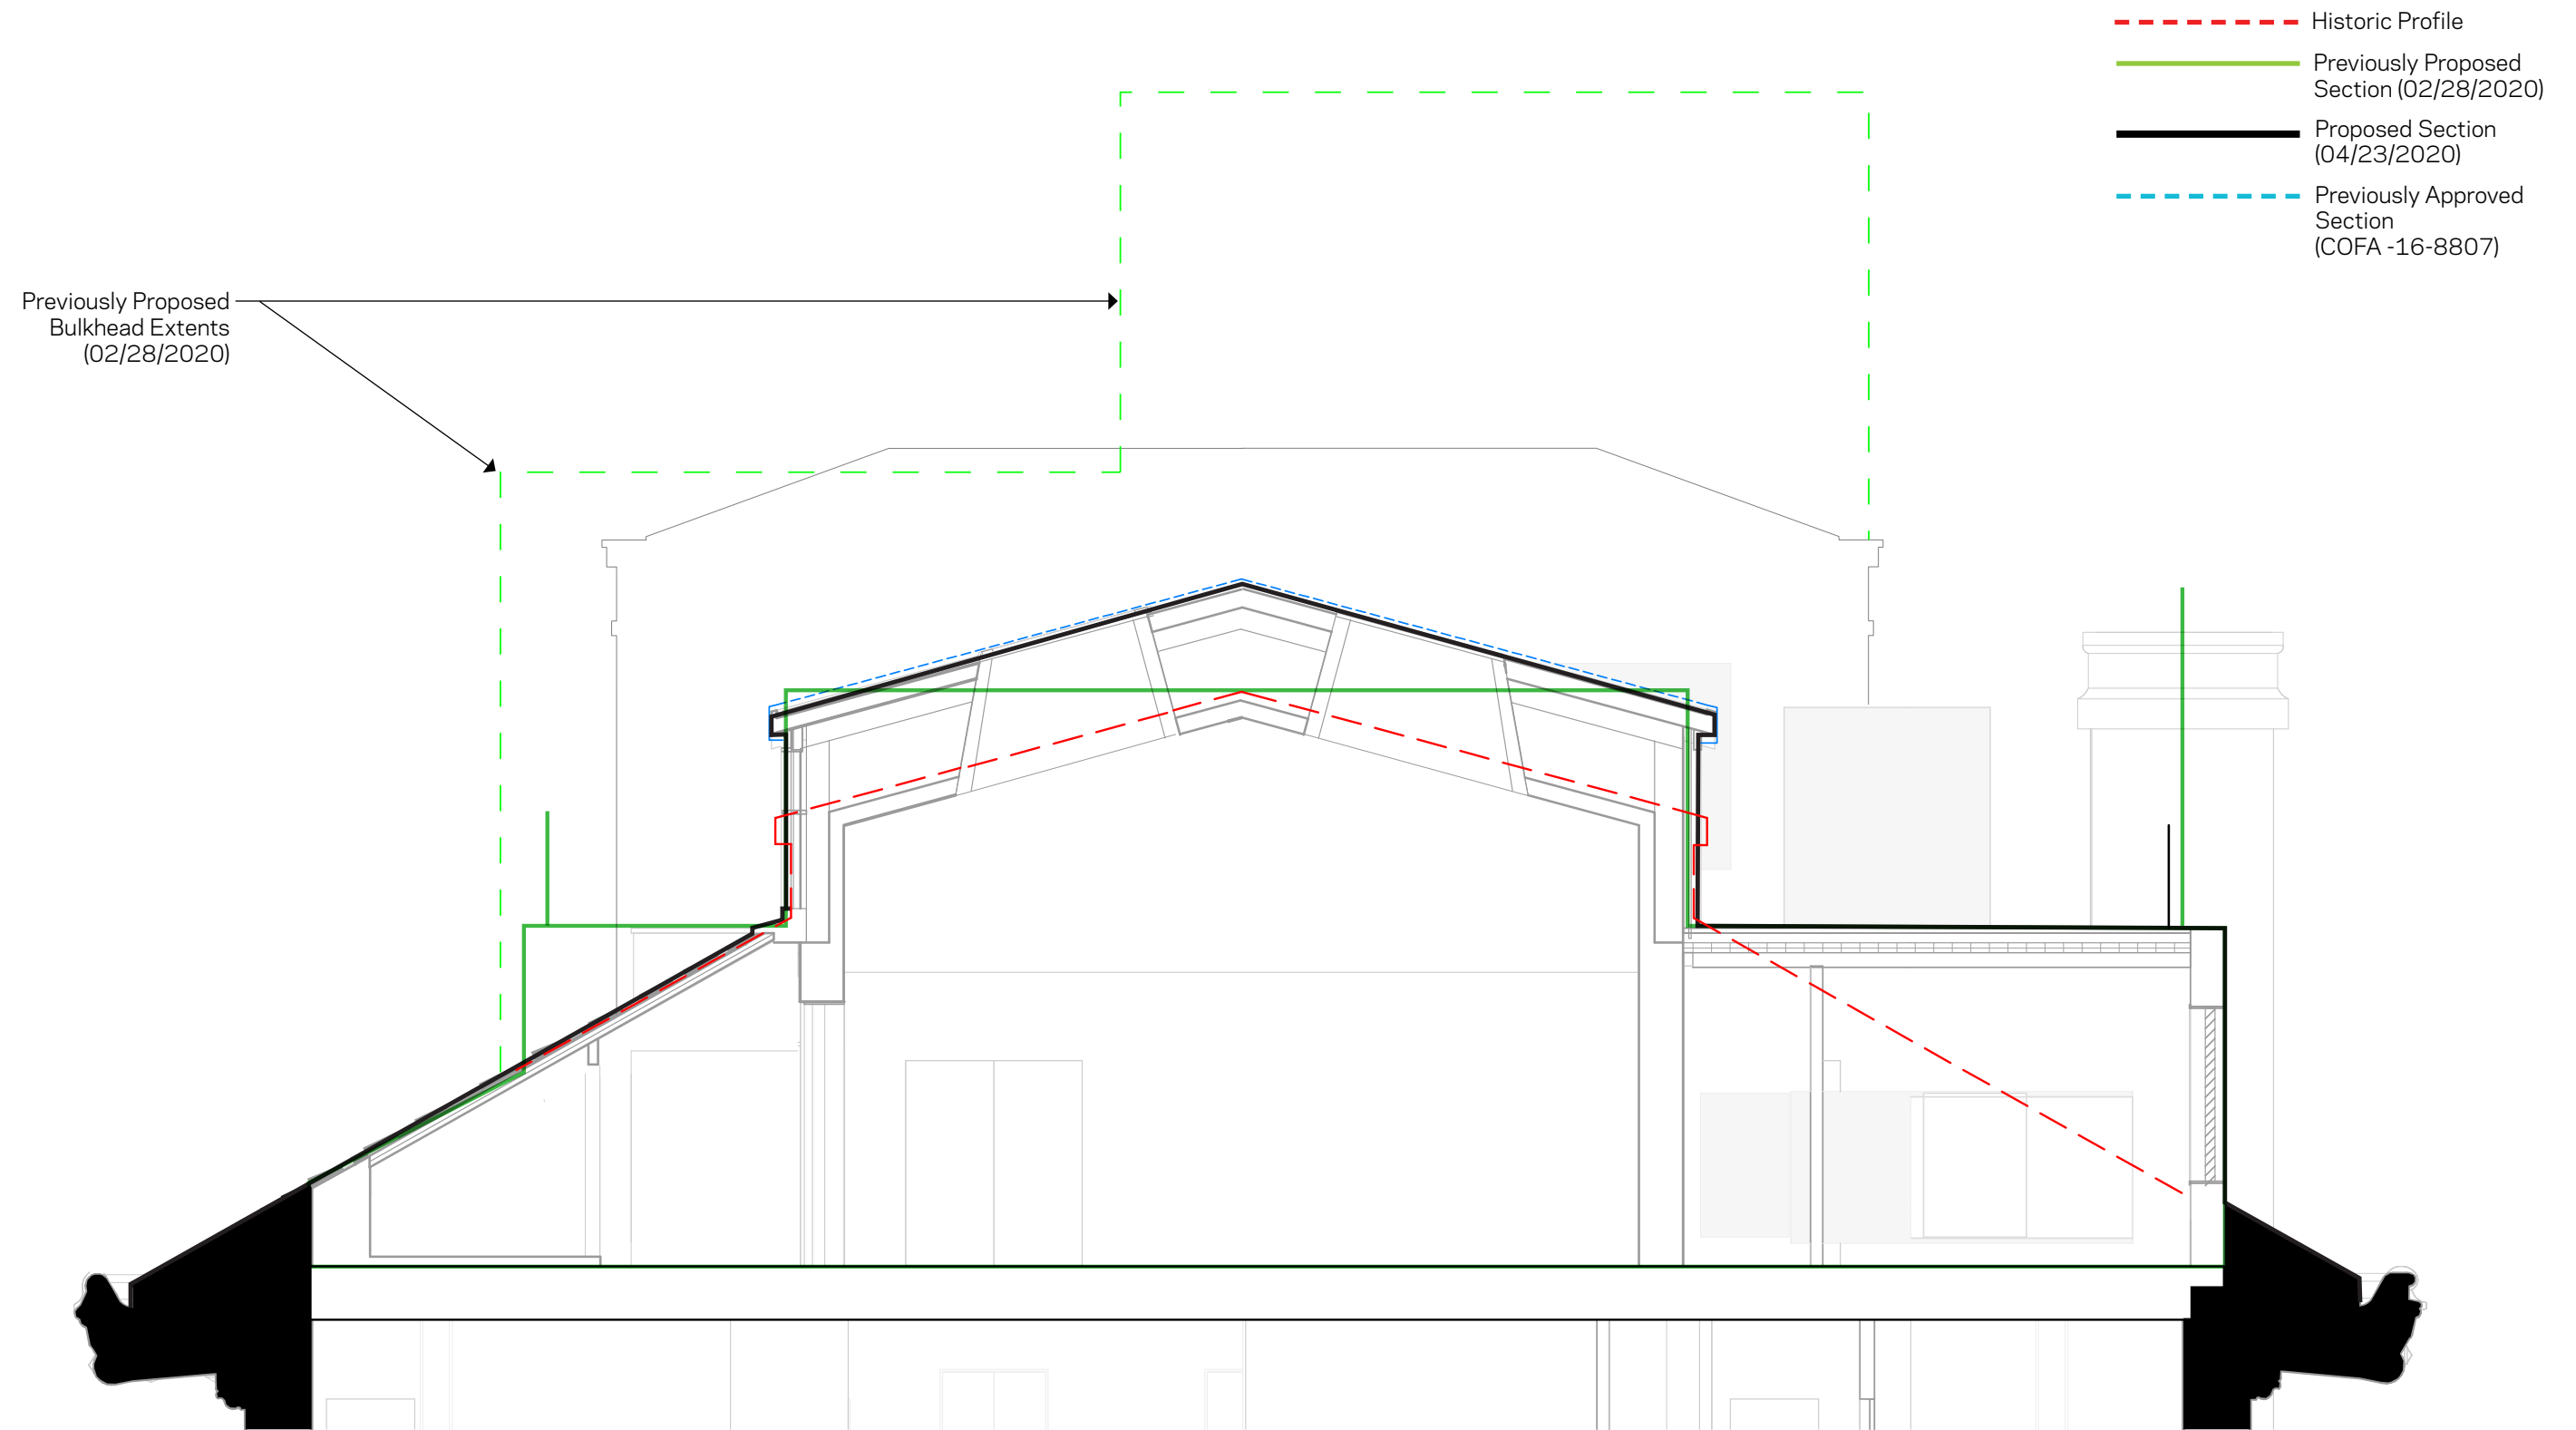 Historic Profile
Previously Proposed
Section (02/28/2020)
Proposed Section
(04/23/2020)
Previously Approved
Section
(COFA -16-8807)
Previously Proposed
Bulkhead Extents
(02/28/2020)